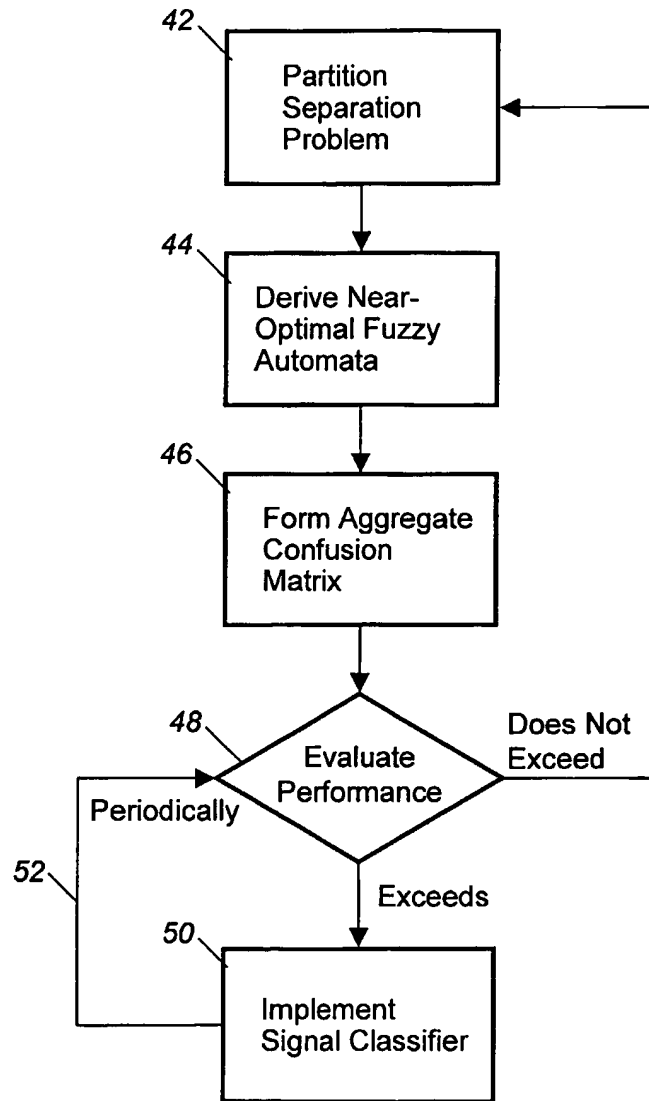 42
Partition
Separation
Problem
44
Derive Near-
Optimal Fuzzy
Automata
46
Form Aggregate
Confusion
Matrix
48
Evaluate
Performance
Does Not
Exceed
Periodically
52
Exceeds
50
Implement
Signal Classifier